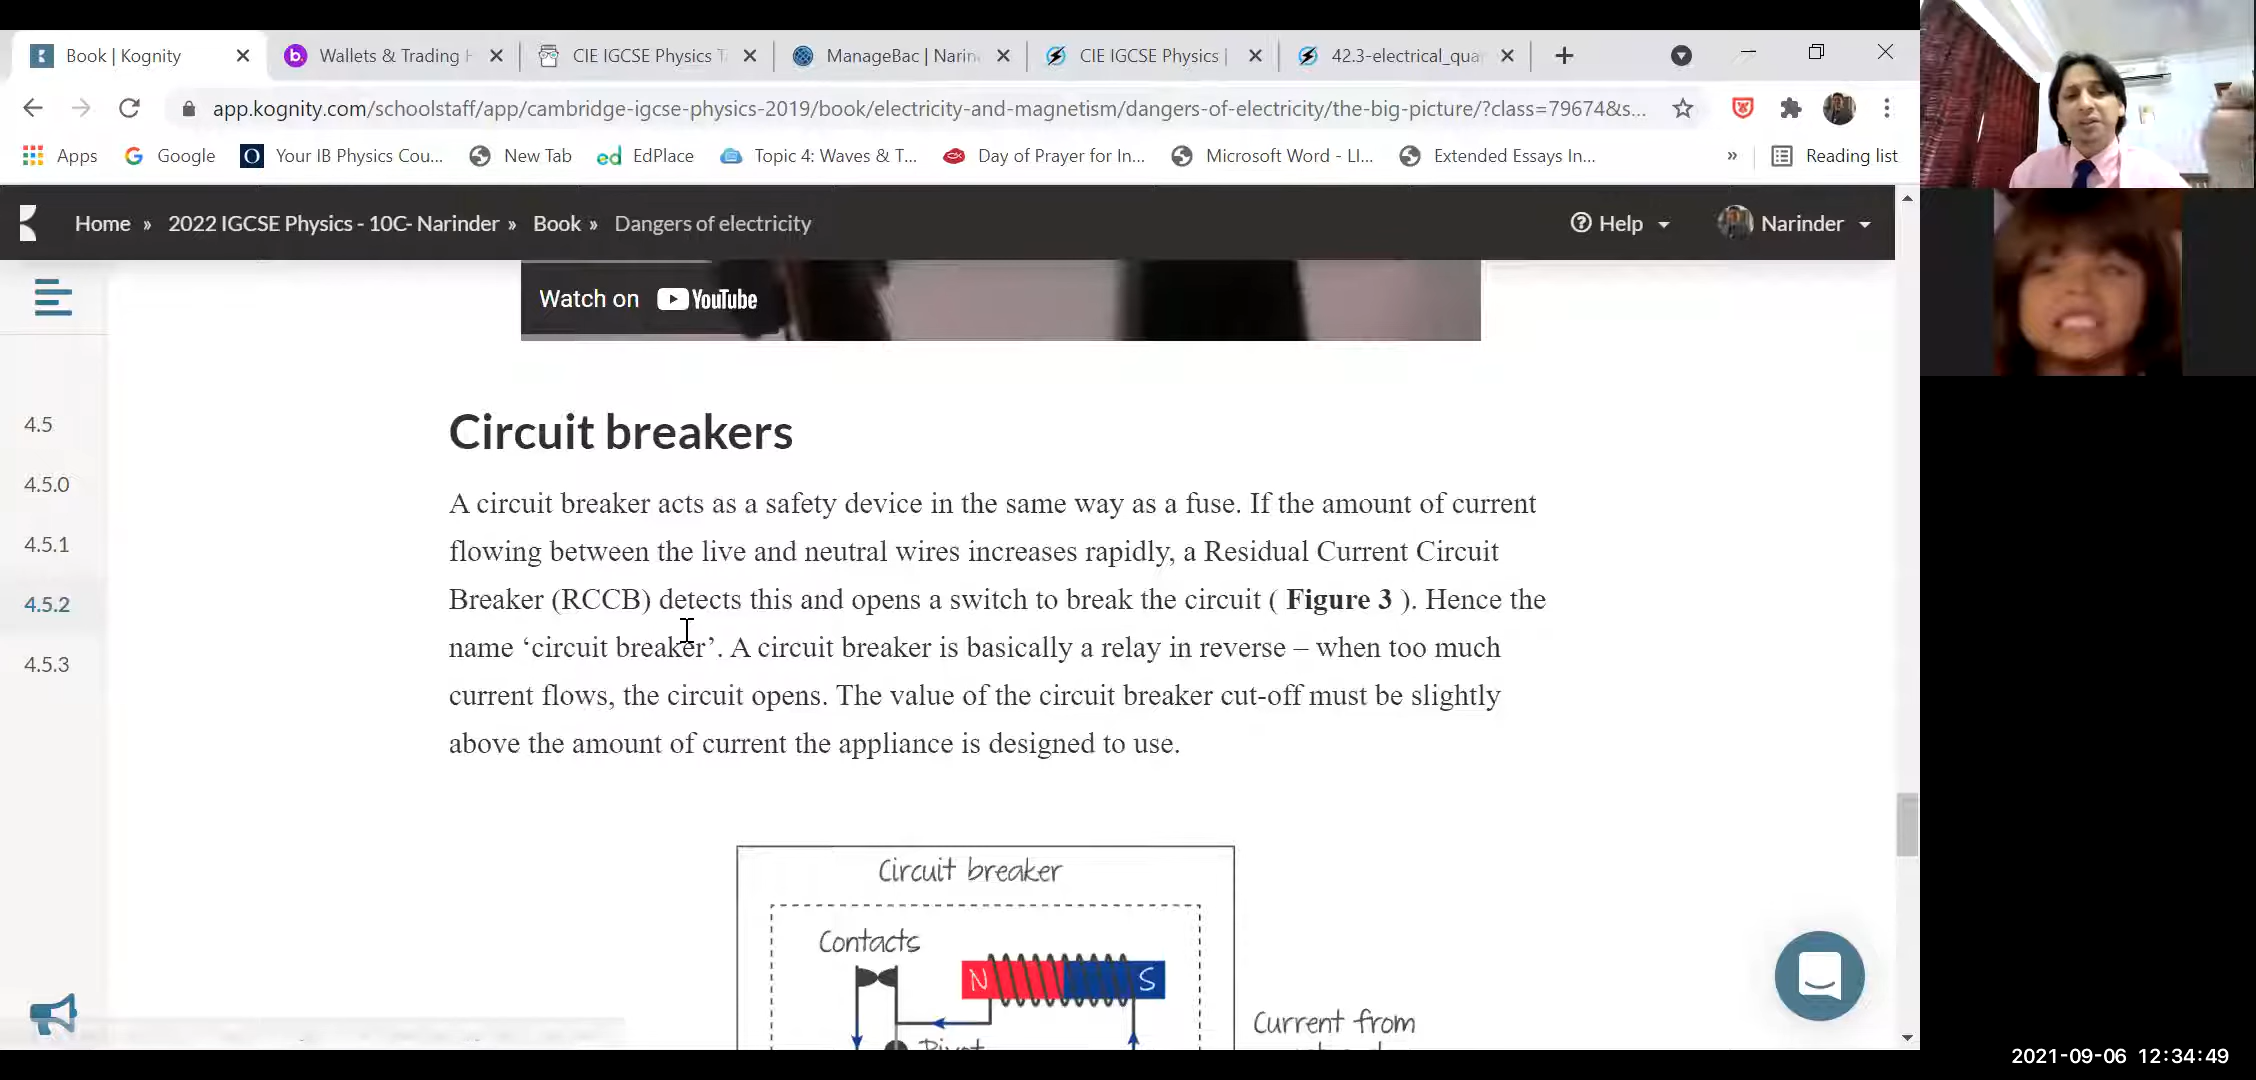 Book | Kognity
Wallets & Trading
CIE IGCSE Physics T
ManageBac | Narin
CIE IGCSE Physics |
42.3-electrical_qua
app.kognity.com/schoolstaff/app/cambridge-igcse-physics-2019/book/electricity-and-magnetism/dangers-of-electricity/the-big-picture/?class=79674&s...
Apps Google Your IB Physics Cou... New Tab EdPlace Topic 4: Waves & T... Day of Prayer for In... Microsoft Word - LI... Extended Essays In... » Reading list
Home » 2022 IGCSE Physics - 10C- Narinder » Book » Dangers of electricity Help Narinder
Watch on YouTube
4.5
4.5.0
4.5.1
4.5.2
4.5.3
Circuit breakers
A circuit breaker acts as a safety device in the same way as a fuse. If the amount of current
flowing between the live and neutral wires increases rapidly, a Residual Current Circuit
Breaker (RCCB) detects this and opens a switch to break the circuit ( Figure 3 ). Hence the
name ‘circuit breaker’. A circuit breaker is basically a relay in reverse – when too much
current flows, the circuit opens. The value of the circuit breaker cut-off must be slightly
above the amount of current the appliance is designed to use.
Circuit breaker
Contacts
N S
Current from
Pivot
2021-09-06 12:34:49